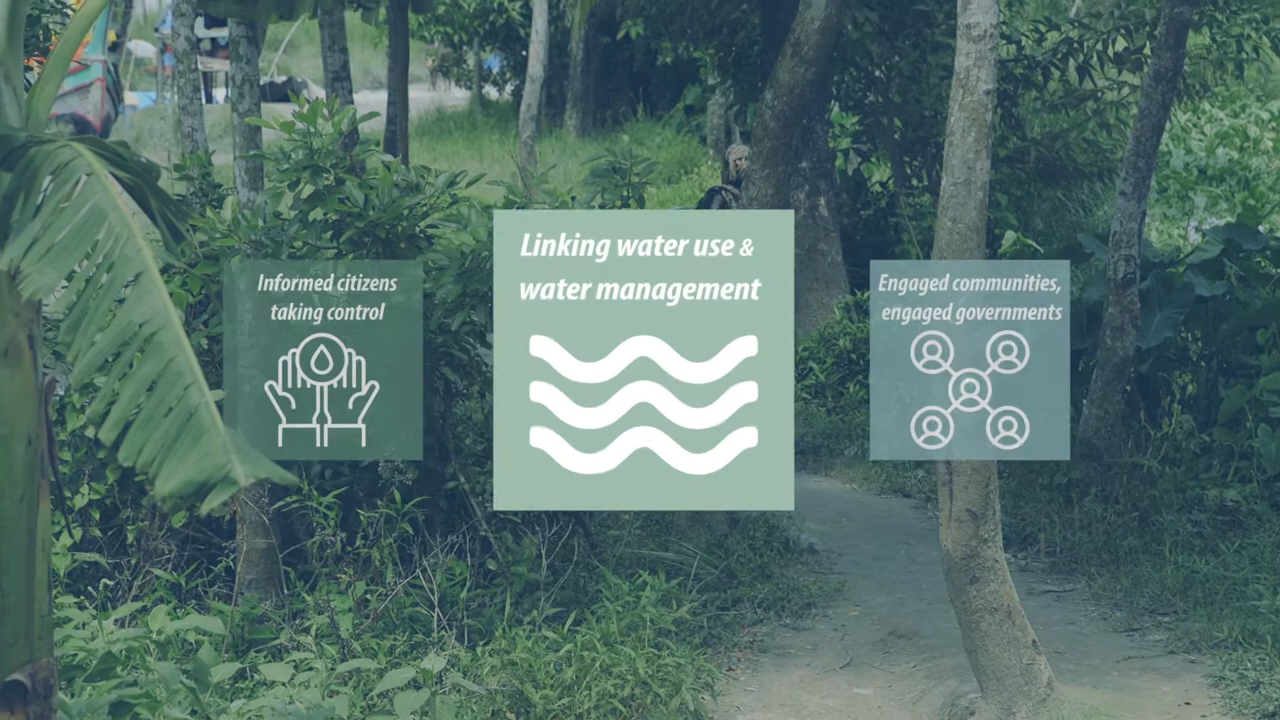 Informed citizens
taking control
Linking water use &
water management
Engaged communities,
engaged governments